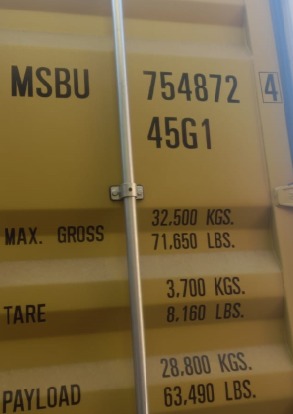 MSBU 754872 4
45G1
MAX. GROSS 32,500 KGS.
71,650 LBS.
TARE 3,700 KGS.
8,160 LBS.
PAYLOAD 28,800 KGS.
63,490 LBS.